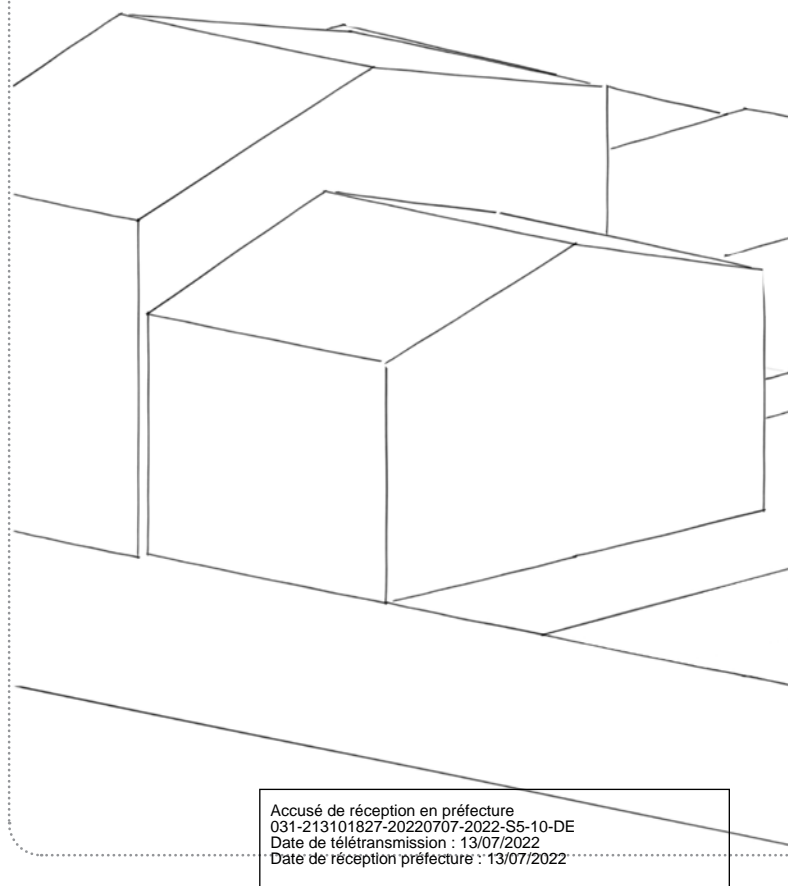 Accusé de réception en préfecture
031-213101827-20220707-2022-S5-10-DE
Date de télétransmission : 13/07/2022
Date de réception préfecture : 13/07/2022